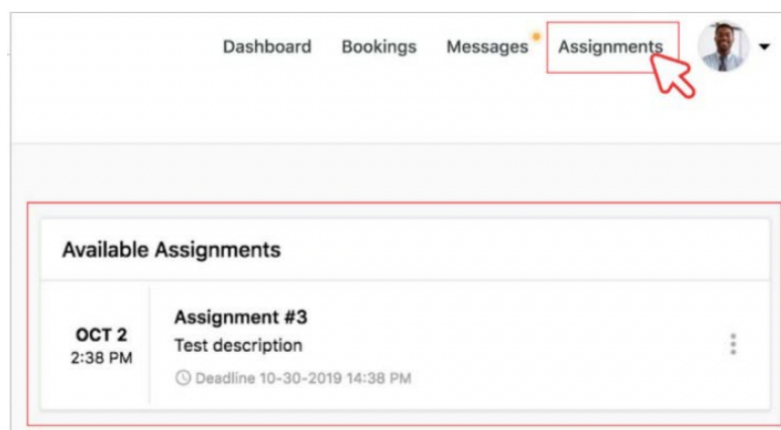 Dashboard Bookings Messages Assignments
Available Assignments
OCT 2
2:38 PM
Assignment #3
Test description
Deadline 10-30-2019 14:38 PM